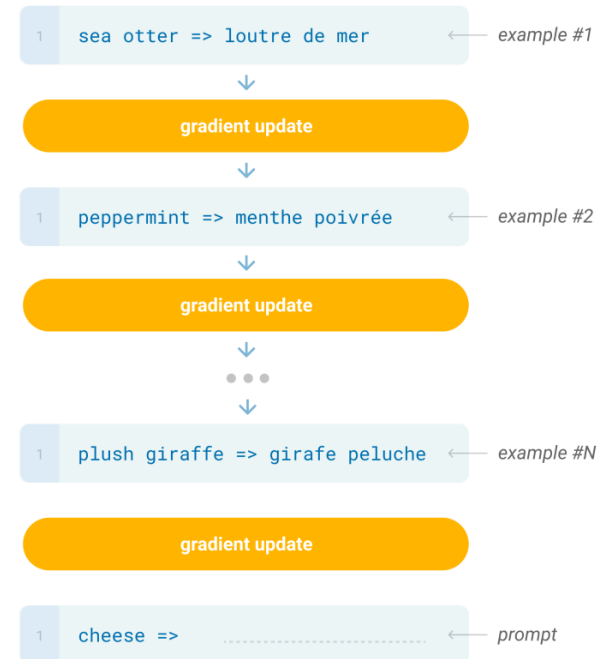 1 sea otter => loutre de mer example #1
gradient update
1 peppermint => menthe poivrée example #2
gradient update
1 plush giraffe => girafe peluche example #N
gradient update
1 cheese => prompt